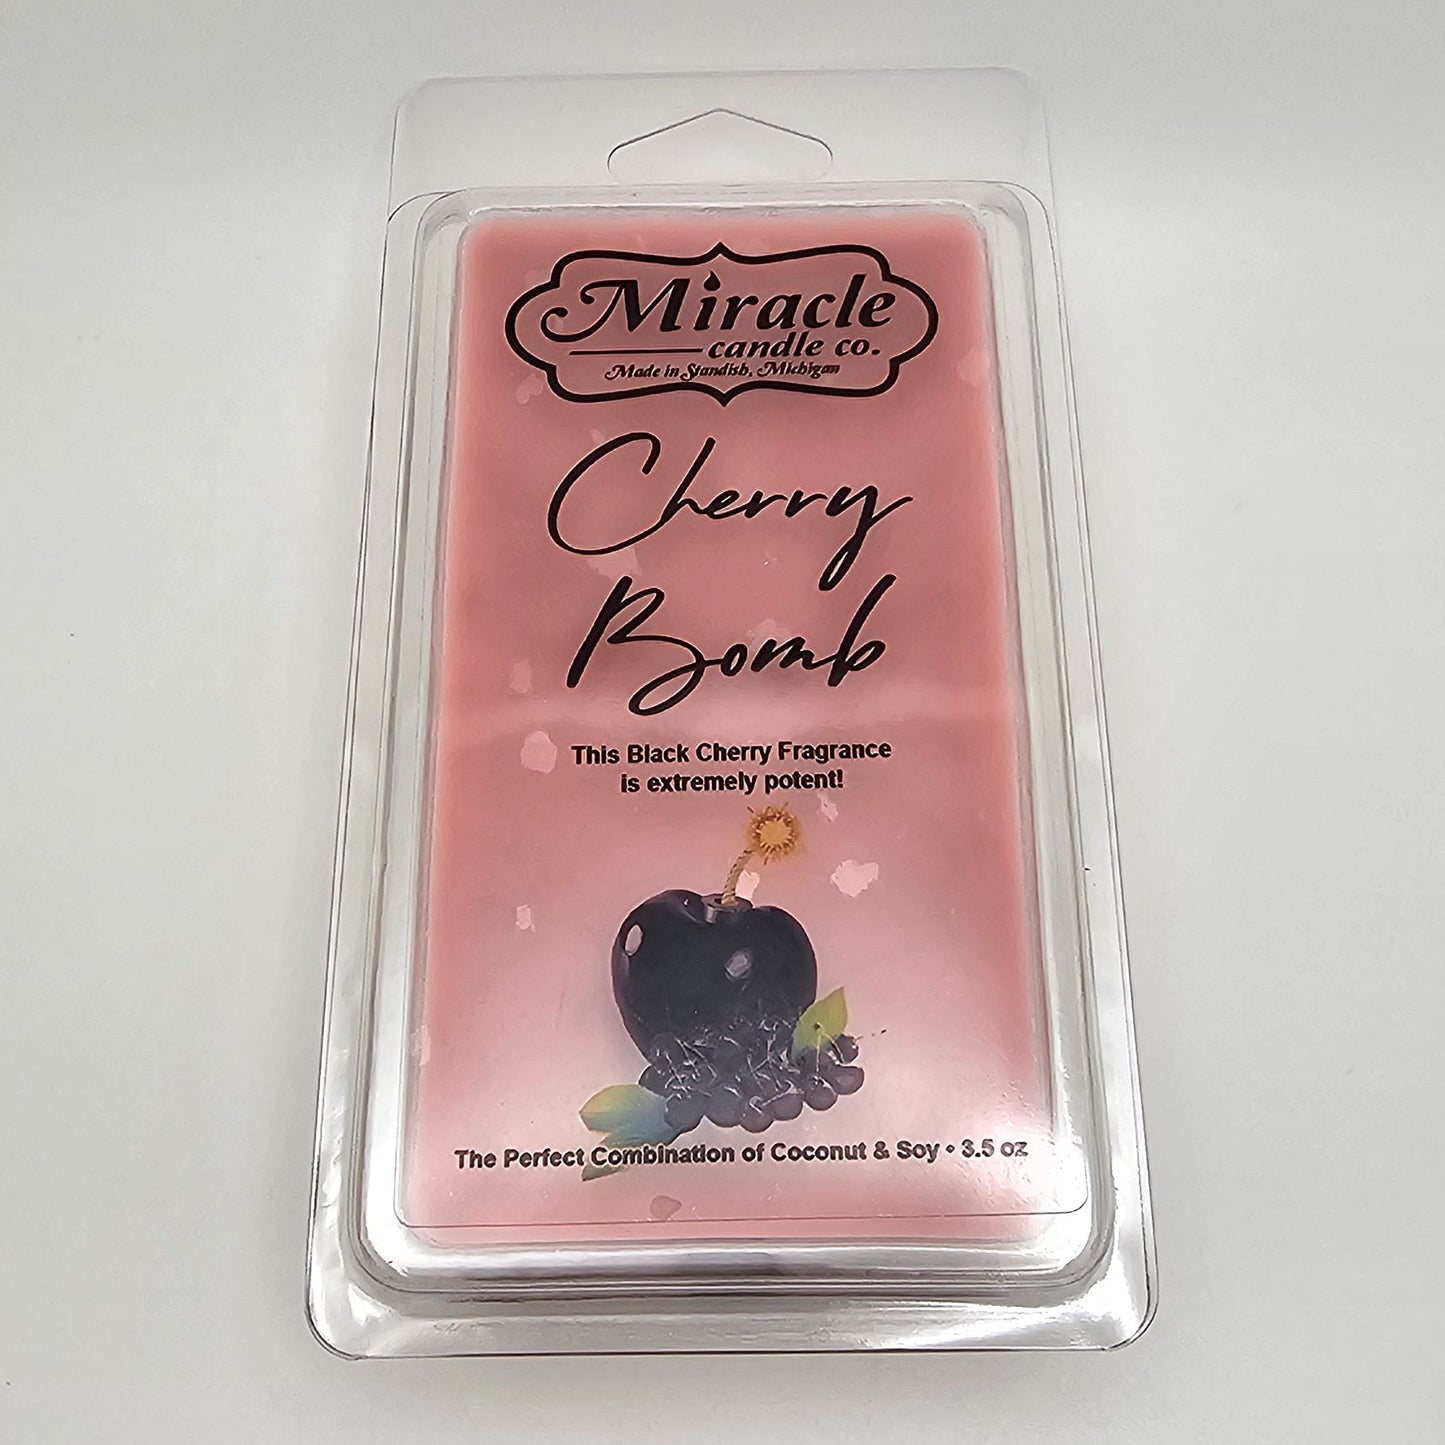 Miracle
candle co.
Made in Standish, Michigan
Cherry
Bomb
This Black Cherry Fragrance
is extremely potent!
The Perfect Combination of Coconut & Soy • 3.5 oz